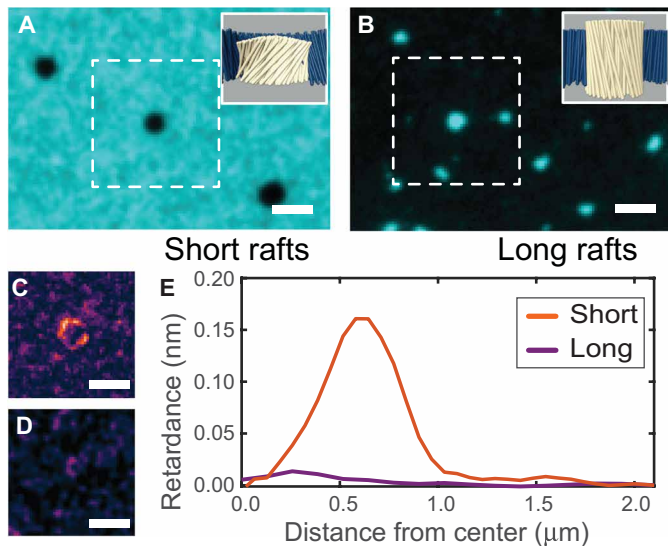 A
B
Short rafts
Long rafts
C
D
E
0.20
0.15
0.10
0.05
0.00
Retardance (nm)
Short
Long
0.0
0.5
1.0
1.5
2.0
Distance from center (μm)